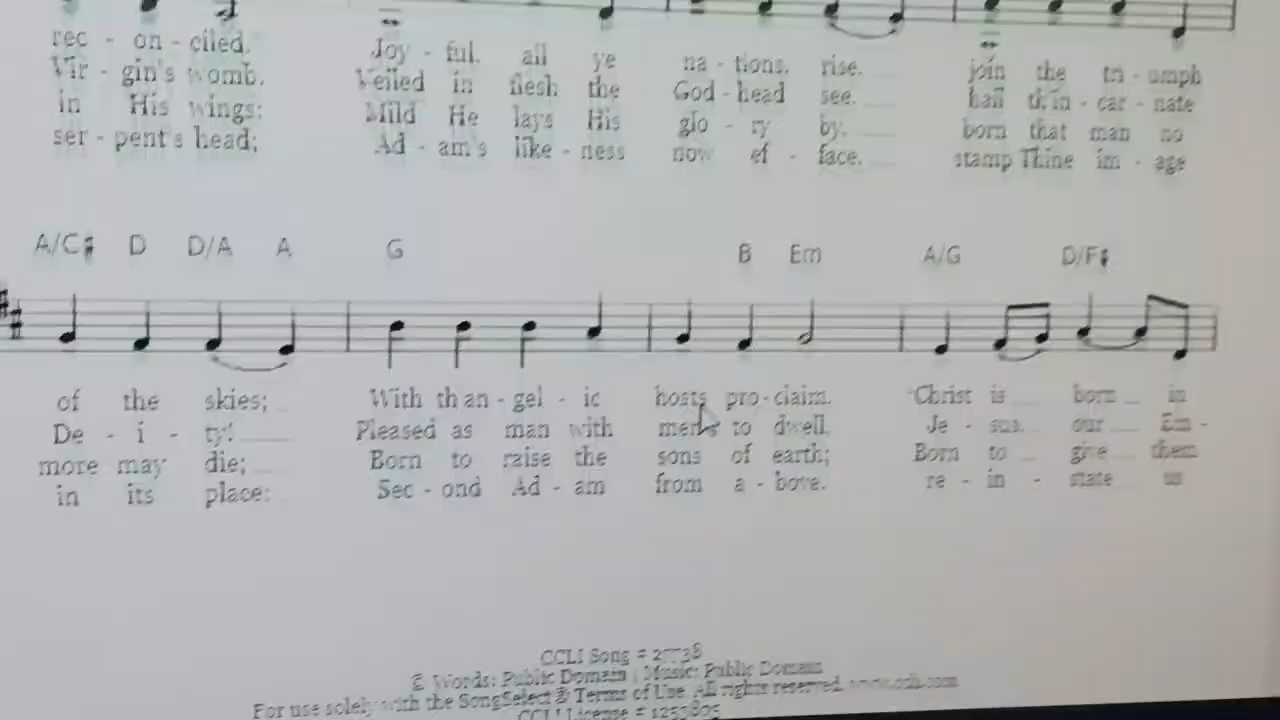 rec - on - ciled. Joy - ful, all ye na - tions, rise. join the tri - umph
Vir - gin's womb. Veiled in flesh the God - head see. hail th'in - car - nate
in His wings; Mild He lays His glo - ry by. born that man no
ser - pent's head; Ad - am's like - ness now ef - face. stamp Thine im - age
A/C# D D/A A G B Em A/G D/F#
of the skies; With th'an - gel - ic hosts pro - claim. "Christ is born in
De - i - ty! Pleased as man with men to dwell. Je - sus our Em -
more may die; Born to raise the sons of earth; Born to give them
in its place: Sec - ond Ad - am from a - bove. re - in - state us
CCLI Song #
© Words: Public Domain | Music: Public Domain
For use solely with the SongSelect® Terms of Use. All rights reserved. www.ccli.com
CCLI License # 1253805